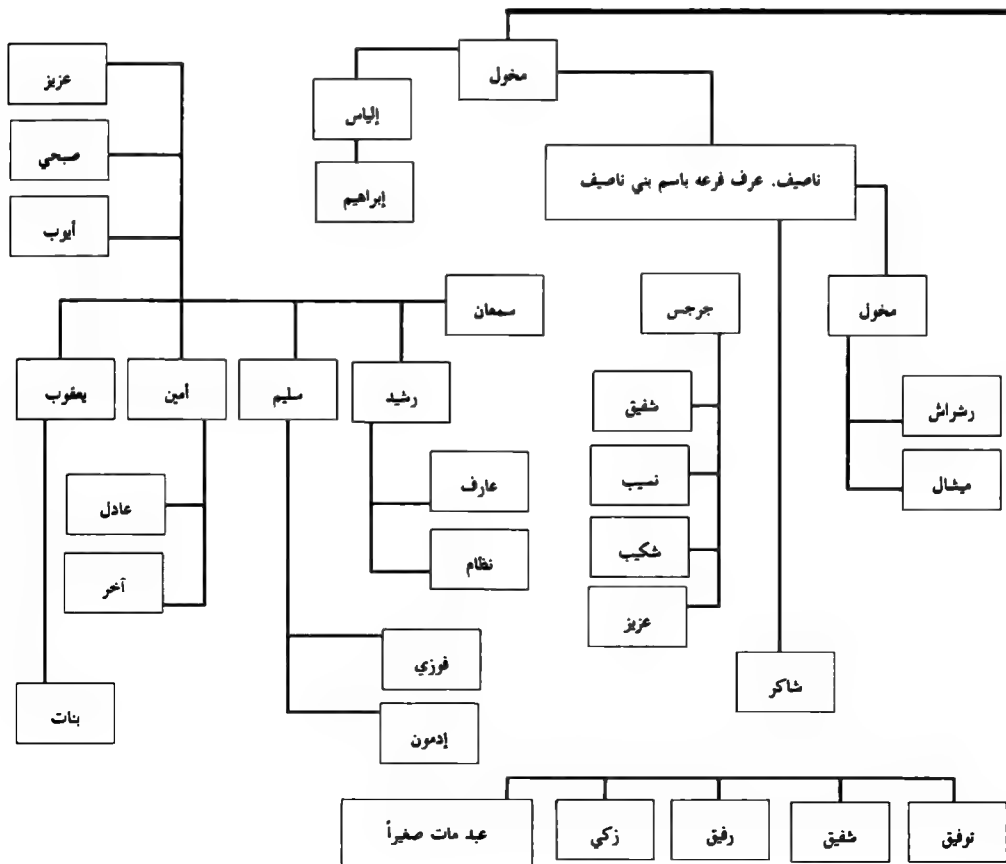 مخول
عزيز
إلياس
صبحي
ناصيف. عرف فرعه باسم بني ناصيف
إبراهيم
أيوب
سمعان
جرجس
مخول
رشيد
سليم
أمين
يعقوب
رشراش
شفيق
ميشال
نسيب
عارف
عادل
شكيب
نظام
آخر
عزيز
فوزي
شاكر
بنات
إدمون
توفيق
شفيق
رفيق
زكي
عبد مات صغيراً